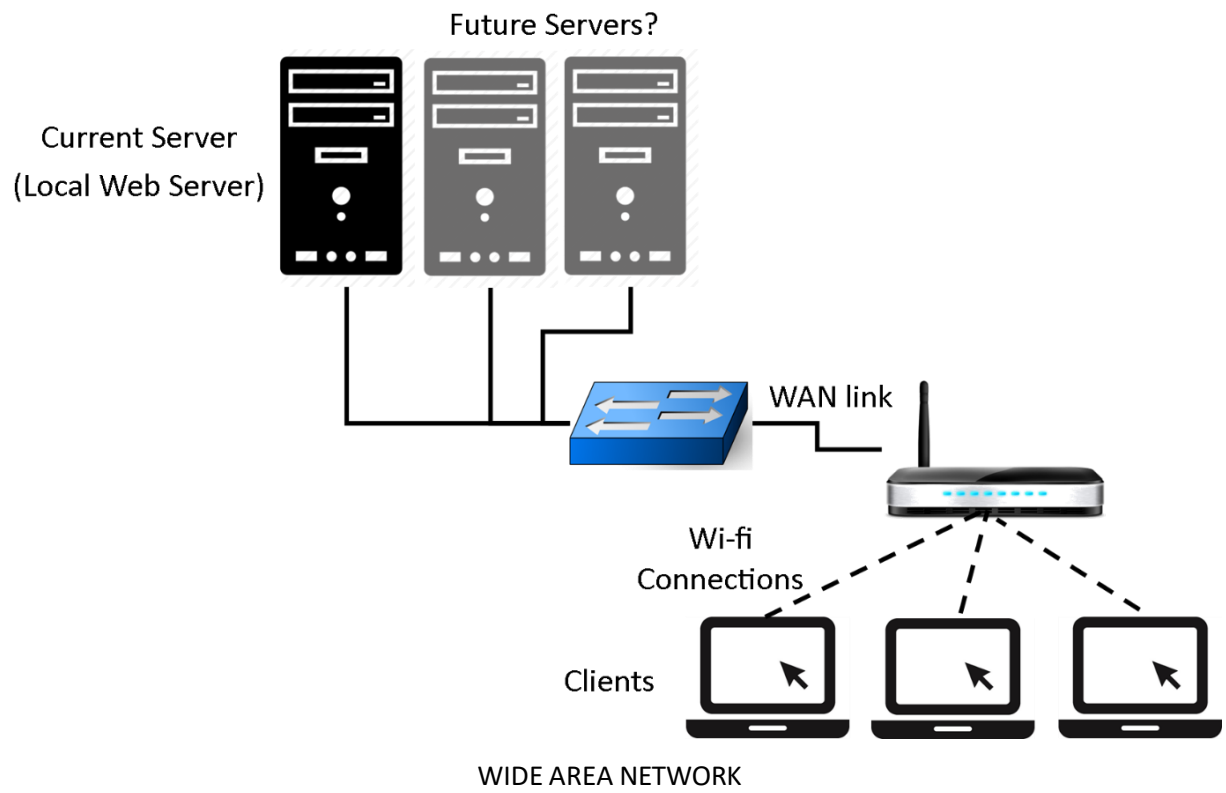 Future Servers?
Current Server
(Local Web Server)
WAN link
Wi-fi
Connections
Clients
WIDE AREA NETWORK